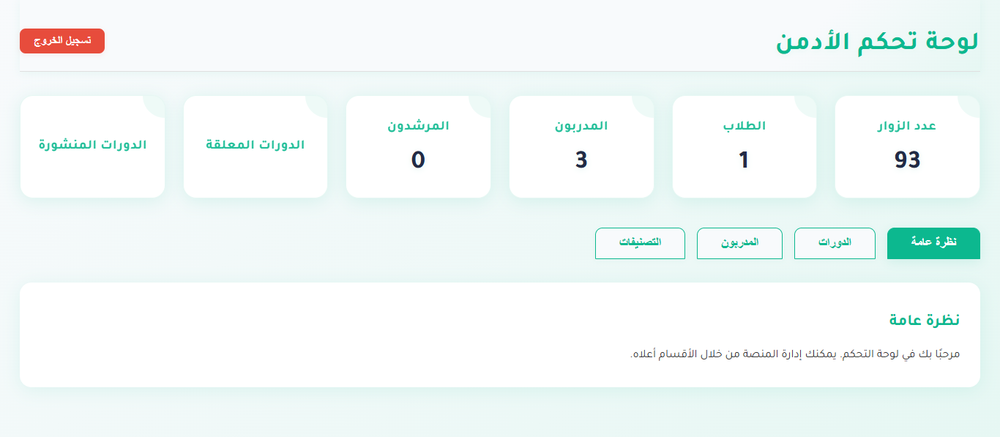 لوحة تحكم الأدمن
تسجيل الخروج
عدد الزوار
93
الطلاب
1
المدربون
3
المرشدون
0
الدورات المعلقة
الدورات المنشورة
نظرة عامة
الدورات
المدربون
التصنيفات
نظرة عامة
مرحبًا بك في لوحة التحكم. يمكنك إدارة المنصة من خلال الأقسام أعلاه.